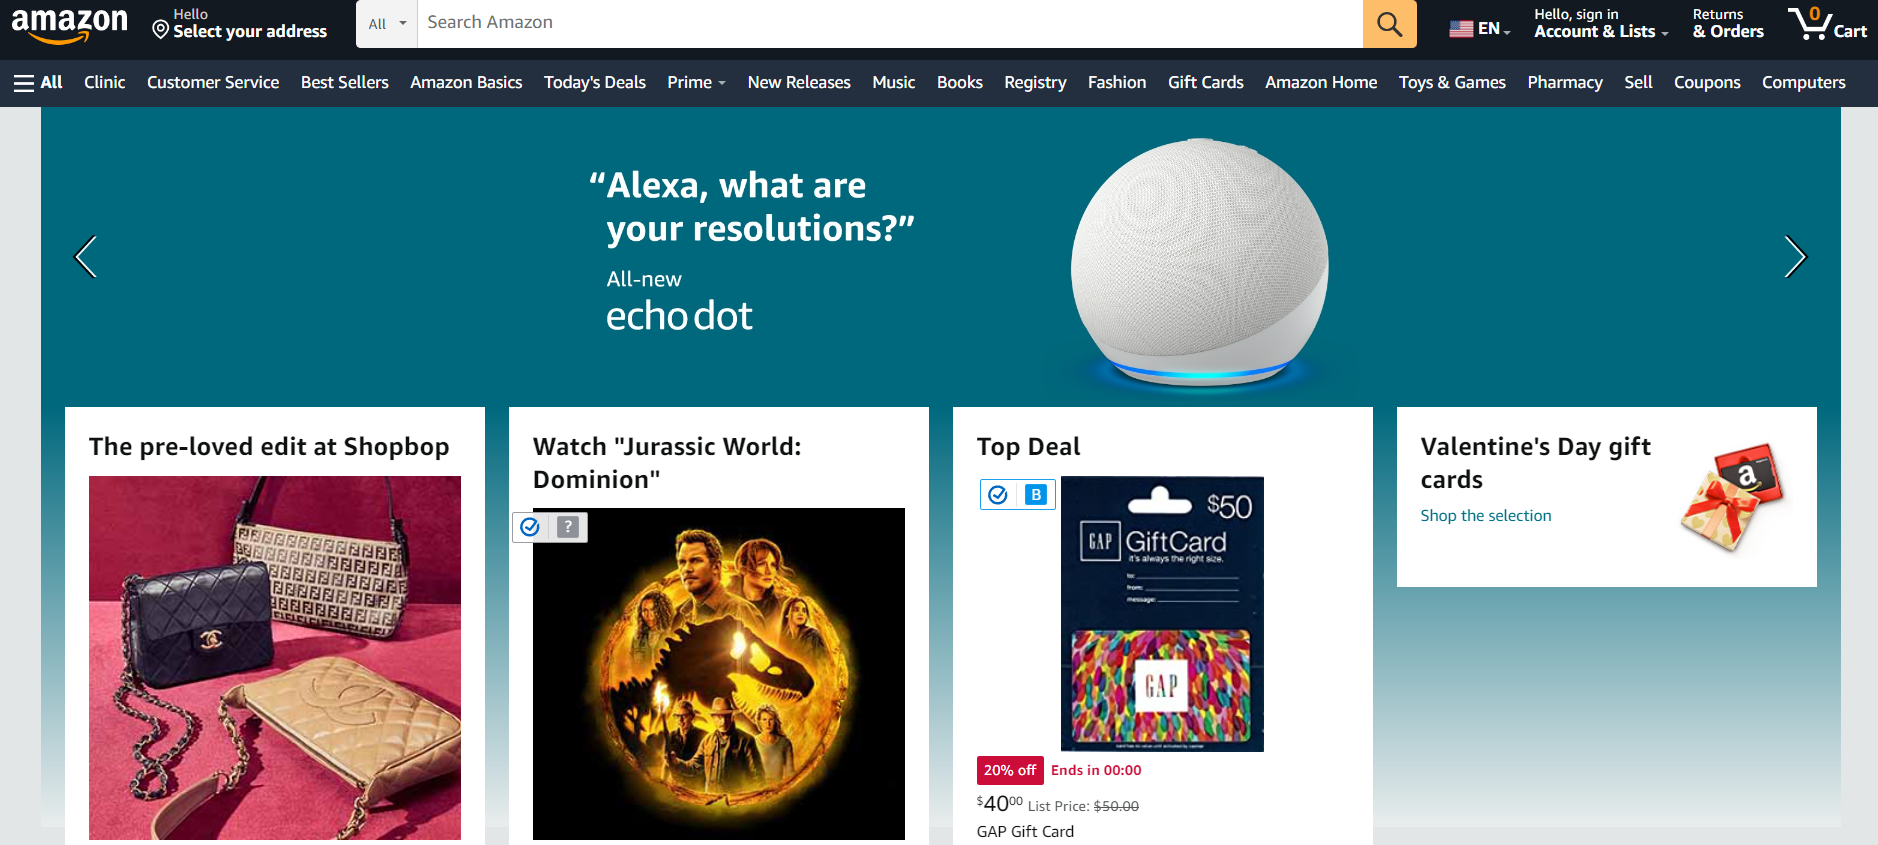 amazon
Hello
Select your address
All
Search Amazon
EN
Hello, sign in
Account & Lists
Returns
& Orders
0
Cart
All Clinic Customer Service Best Sellers Amazon Basics Today's Deals Prime New Releases Music Books Registry Fashion Gift Cards Amazon Home Toys & Games Pharmacy Sell Coupons Computers
“Alexa, what are
your resolutions?”
All-new
echo dot
The pre-loved edit at Shopbop
Watch "Jurassic World:
Dominion"
?
Top Deal
B
$50
GAP GiftCard
it's always the right size.
to:
from:
message:
GAP
20% off Ends in 00:00
$4000 List Price: $50.00
GAP Gift Card
Valentine's Day gift
cards
Shop the selection
a